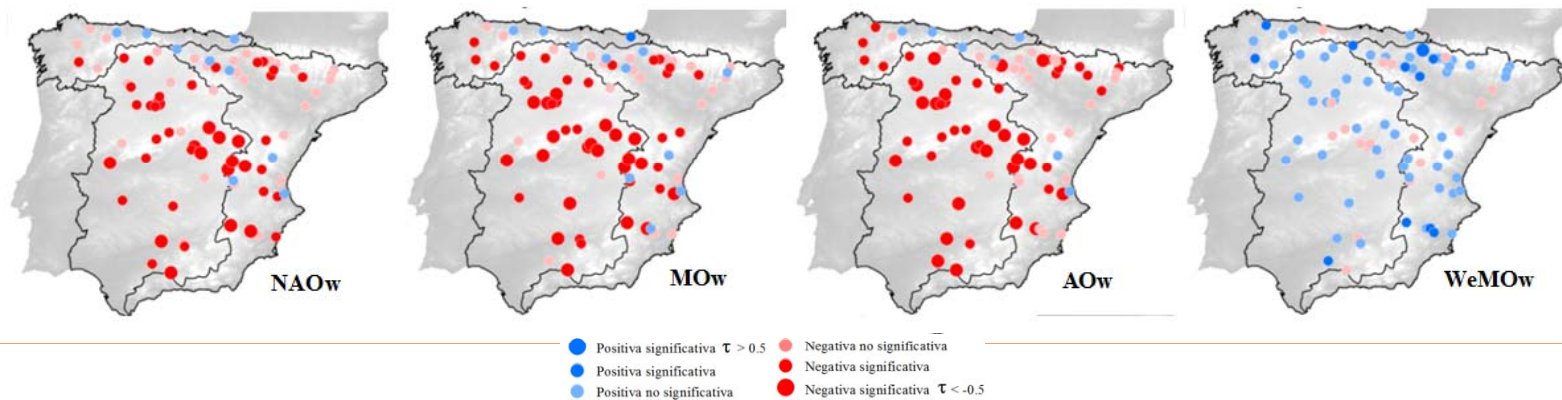 NAOw
MOw
AOw
WeMOw
Positiva significativa τ > 0.5
Positiva significativa
Positiva no significativa
Negativa no significativa
Negativa significativa
Negativa significativa τ < -0.5